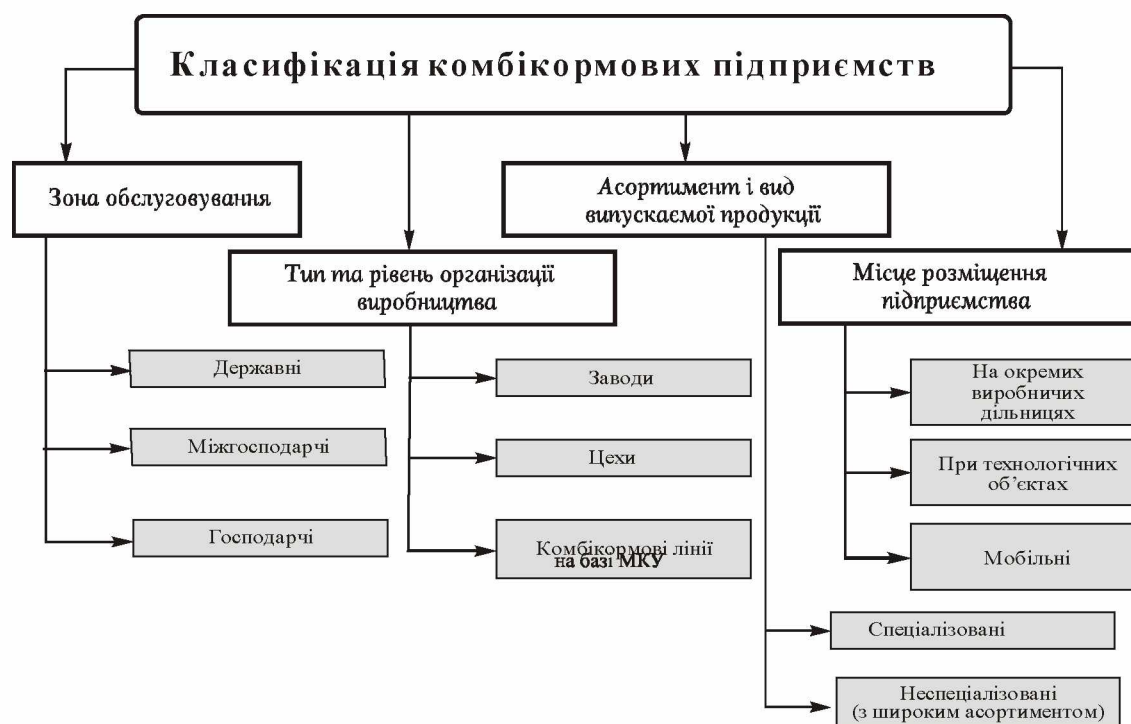 Класифікація комбікормових підприємств
Зона обслуговування
Асортимент і вид
випускаємої продукції
Тип та рівень організації
виробництва
Місце розміщення
підприємства
Державні
Міжгосподарчі
Господарчі
Заводи
Цехи
Комбікормові лінії
на базі МКУ
На окремих
виробничих
дільницях
При технологічних
об’єктах
Мобільні
Спеціалізовані
Неспеціалізовані
(з широким асортиментом)